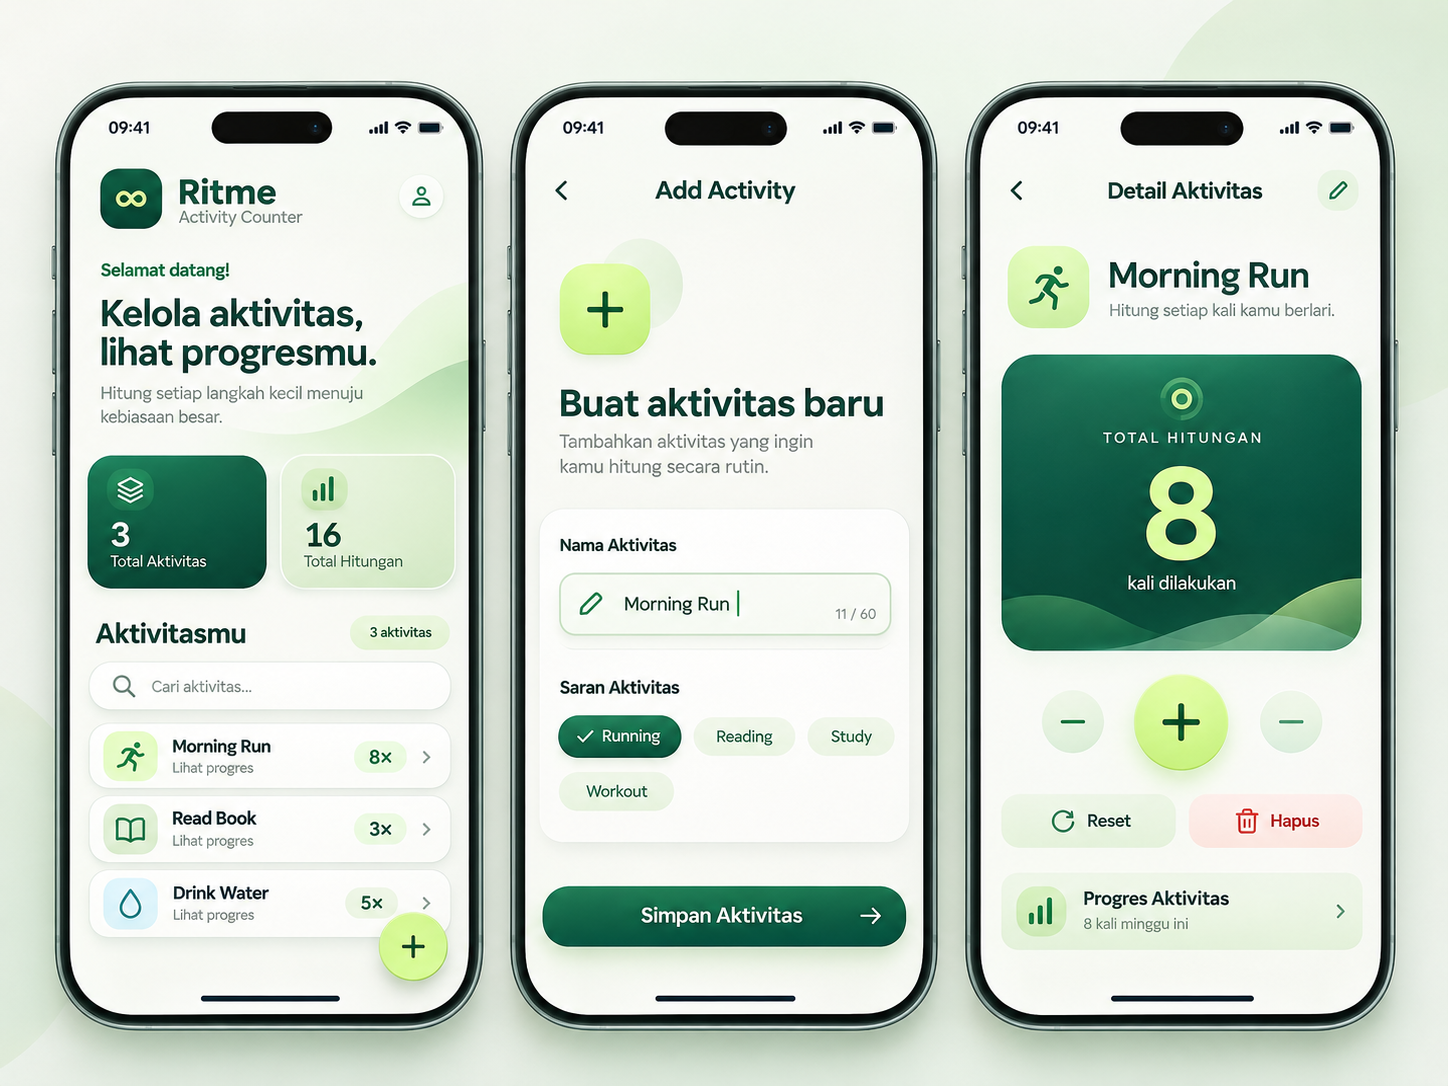 09:41
Ritme
Activity Counter
Selamat datang!
Kelola aktivitas,
lihat progresmu.
Hitung setiap langkah kecil menuju
kebiasaan besar.
3
Total Aktivitas
16
Total Hitungan
Aktivitasmu
3 aktivitas
Cari aktivitas...
Morning Run
Lihat progres
8×
Read Book
Lihat progres
3×
Drink Water
Lihat progres
5×
09:41
Add Activity
Buat aktivitas baru
Tambahkan aktivitas yang ingin
kamu hitung secara rutin.
Nama Aktivitas
Morning Run
11 / 60
Saran Aktivitas
Running
Reading
Study
Workout
Simpan Aktivitas
09:41
Detail Aktivitas
Morning Run
Hitung setiap kali kamu berlari.
TOTAL HITUNGAN
8
kali dilakukan
Reset
Hapus
Progres Aktivitas
8 kali minggu ini